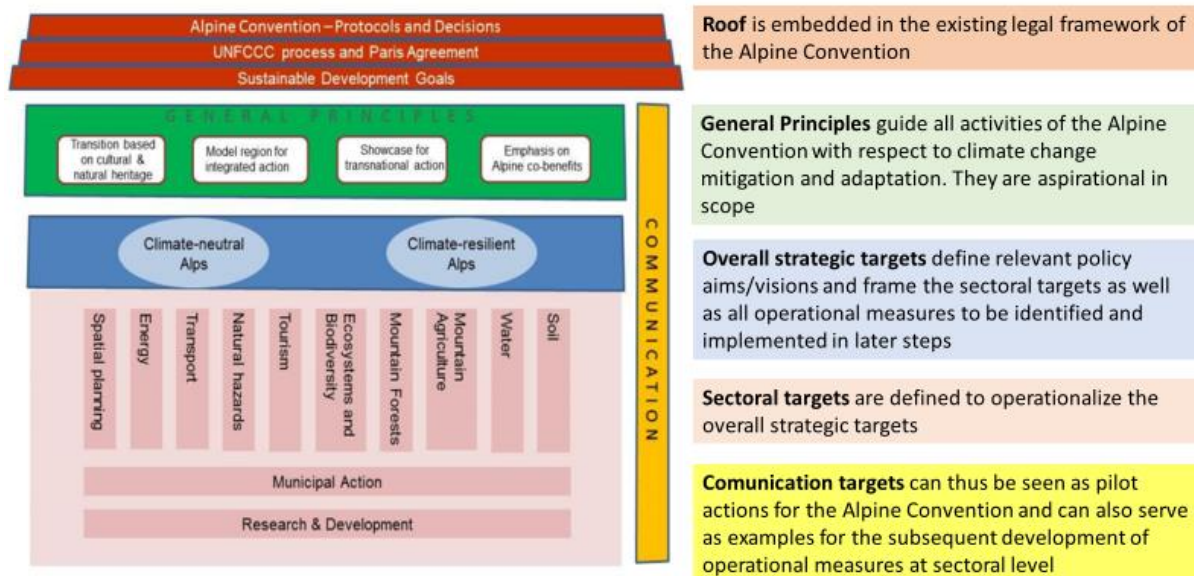 Alpine Convention – Protocols and Decisions
UNFCCC process and Paris Agreement
Sustainable Development Goals
GENERAL PRINCIPLES
Transition based
on cultural &
natural heritage
Model region for
integrated action
Showcase for
transnational action
Emphasis on
Alpine co-benefits
Climate-neutral
Alps
Climate-resilient
Alps
Spatial planning
Energy
Transport
Natural hazards
Tourism
Ecosystems and
Biodiversity
Mountain Forests
Mountain
Agriculture
Water
Soil
Municipal Action
Research & Development
COMMUNICATION
Roof is embedded in the existing legal framework of
the Alpine Convention
General Principles guide all activities of the Alpine
Convention with respect to climate change
mitigation and adaptation. They are aspirational in
scope
Overall strategic targets define relevant policy
aims/visions and frame the sectoral targets as well
as all operational measures to be identified and
implemented in later steps
Sectoral targets are defined to operationalize the
overall strategic targets
Comunication targets can thus be seen as pilot
actions for the Alpine Convention and can also serve
as examples for the subsequent development of
operational measures at sectoral level